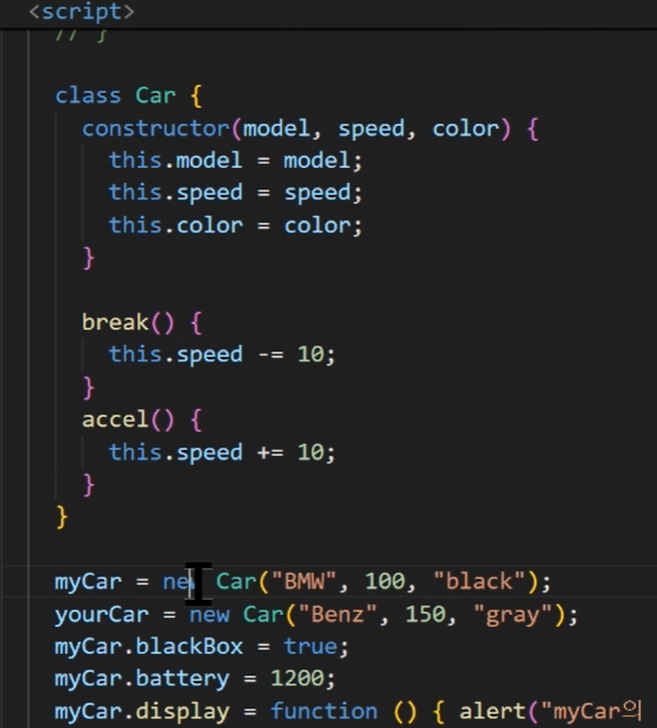 <script>
// }
class Car {
constructor(model, speed, color) {
this.model = model;
this.speed = speed;
this.color = color;
}
break() {
this.speed -= 10;
}
accel() {
this.speed += 10;
}
}
myCar = new Car("BMW", 100, "black");
yourCar = new Car("Benz", 150, "gray");
myCar.blackBox = true;
myCar.battery = 1200;
myCar.display = function () { alert("myCar의